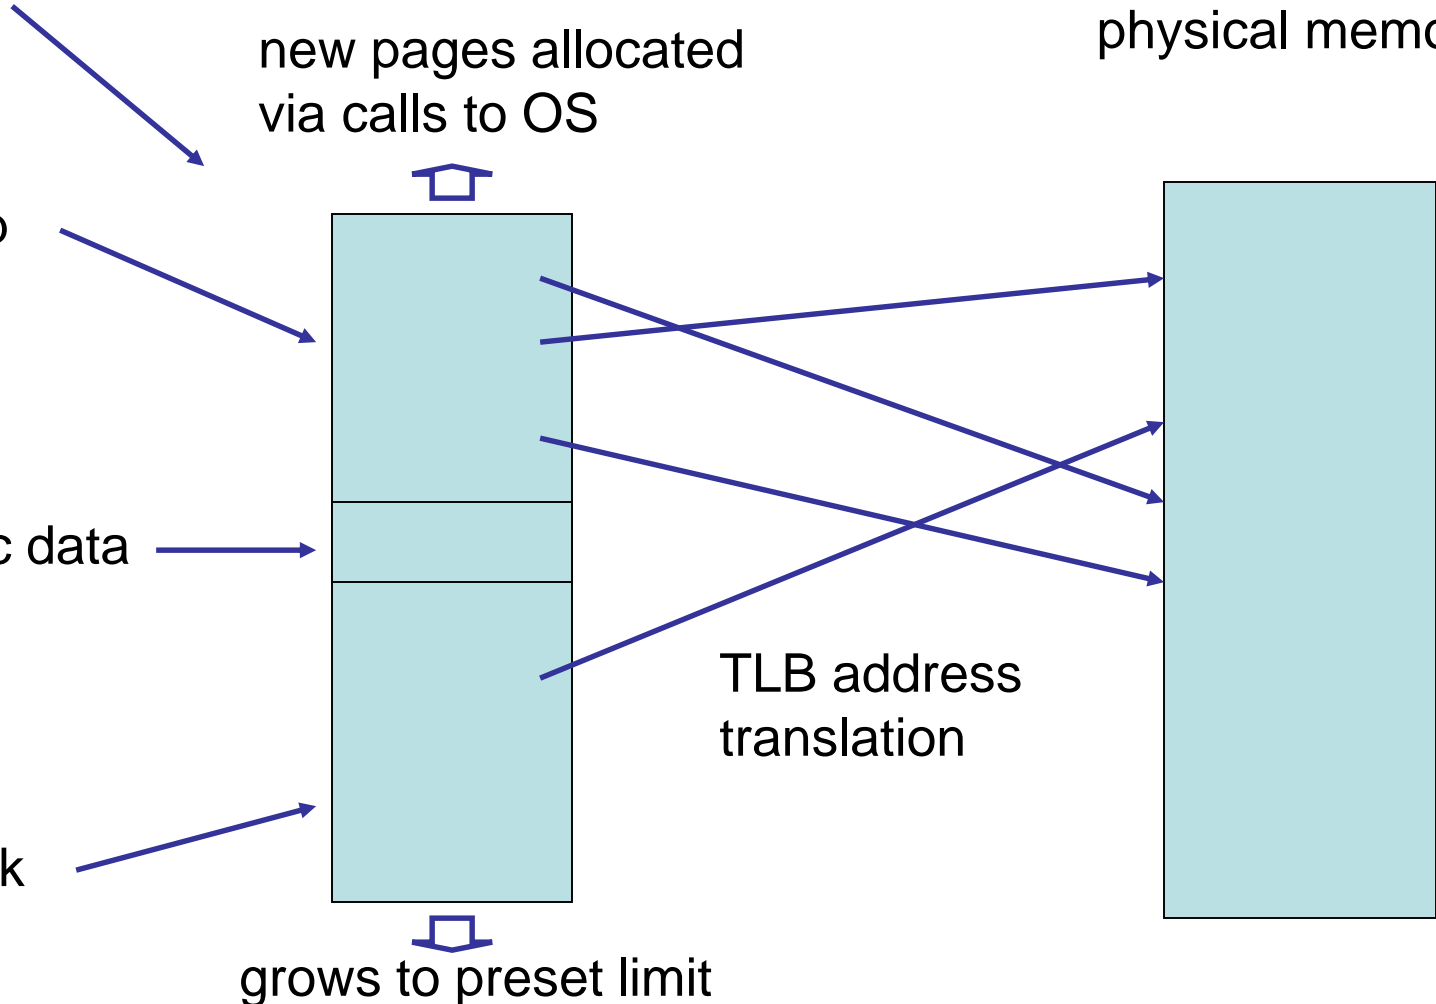 new pages allocated
via calls to OS
physical memo
p
c data
TLB address
translation
k
grows to preset limit